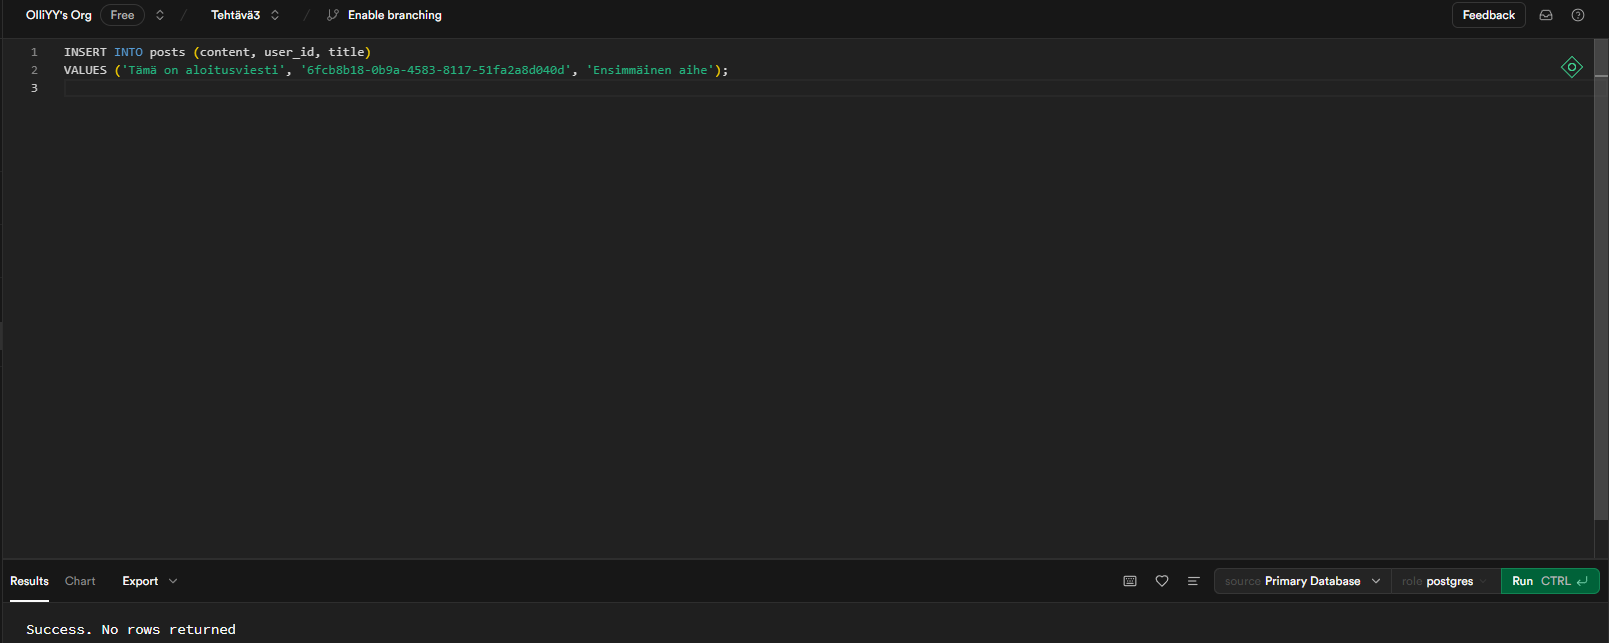 OlliYY's Org Free / Tehtävä3 / Enable branching Feedback
1 INSERT INTO posts (content, user_id, title)
2 VALUES ('Tämä on aloitusviesti', '6fcb8b18-0b9a-4583-8117-51fa2a8d040d', 'Ensimmäinen aihe');
3
Results Chart Export source Primary Database role postgres Run CTRL ↵
Success. No rows returned